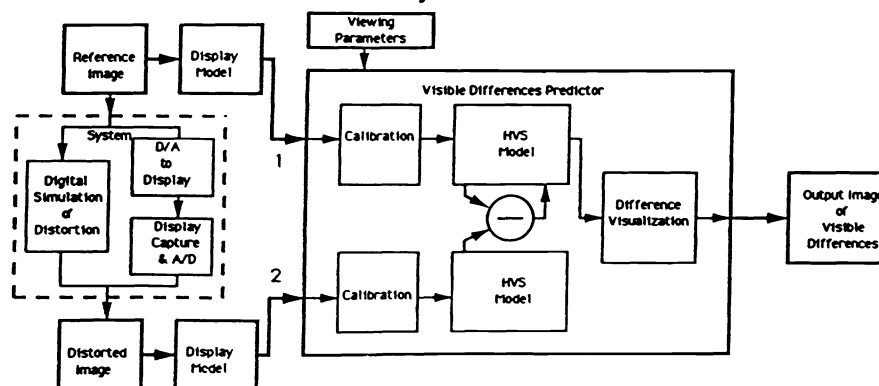 Viewing
Parameters
Reference
Image
Display
Model
Visible Differences Predictor
System
1
Calibration
HVS
Model
D/A
to
Display
Digital
Simulation
of
Distortion
Display
Capture
& A/D
Difference
Visualization
Output Image
of
Visible
Differences
2
Calibration
HVS
Model
Distorted
Image
Display
Model